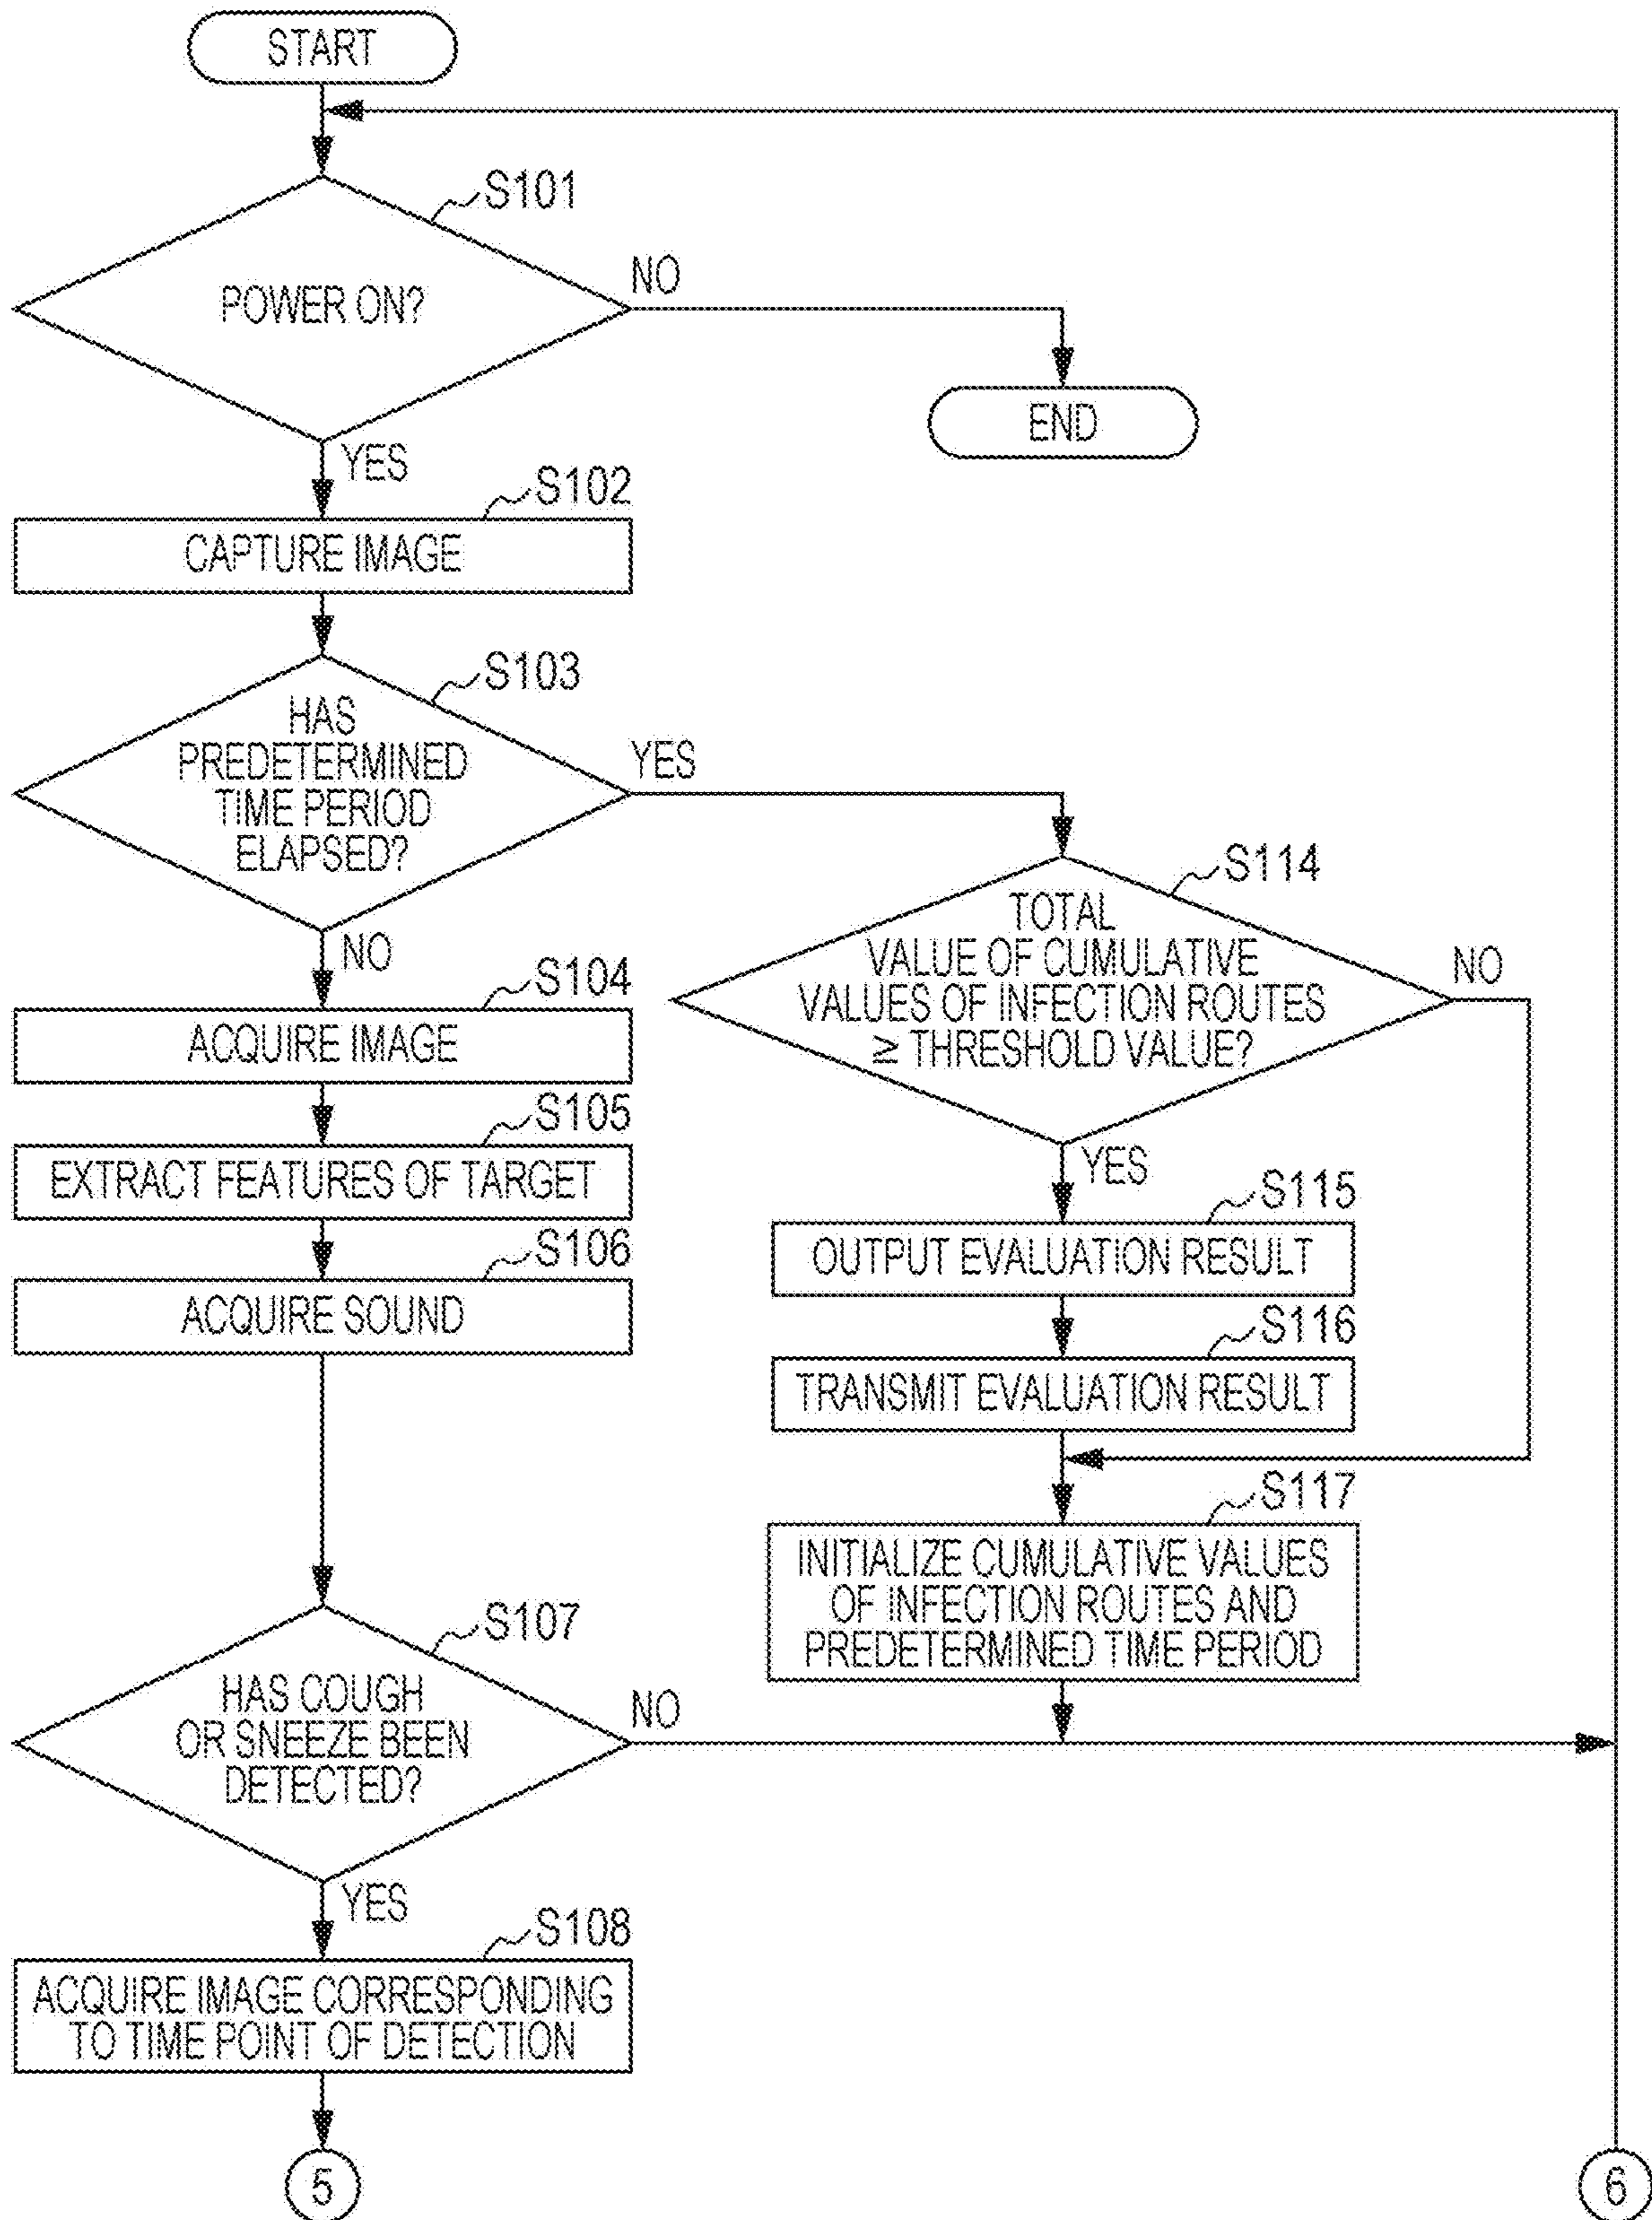 START
S101
POWER ON?
NO
END
YES
S102
CAPTURE IMAGE
S103
HAS
PREDETERMINED
TIME PERIOD
ELAPSED?
YES
NO
S104
ACQUIRE IMAGE
S105
EXTRACT FEATURES OF TARGET
S106
ACQUIRE SOUND
S114
TOTAL
VALUE OF CUMULATIVE
VALUES OF INFECTION ROUTES
≥ THRESHOLD VALUE?
NO
YES
S115
OUTPUT EVALUATION RESULT
S116
TRANSMIT EVALUATION RESULT
S117
INITIALIZE CUMULATIVE VALUES
OF INFECTION ROUTES AND
PREDETERMINED TIME PERIOD
S107
HAS COUGH
OR SNEEZE BEEN
DETECTED?
NO
YES
S108
ACQUIRE IMAGE CORRESPONDING
TO TIME POINT OF DETECTION
5
6